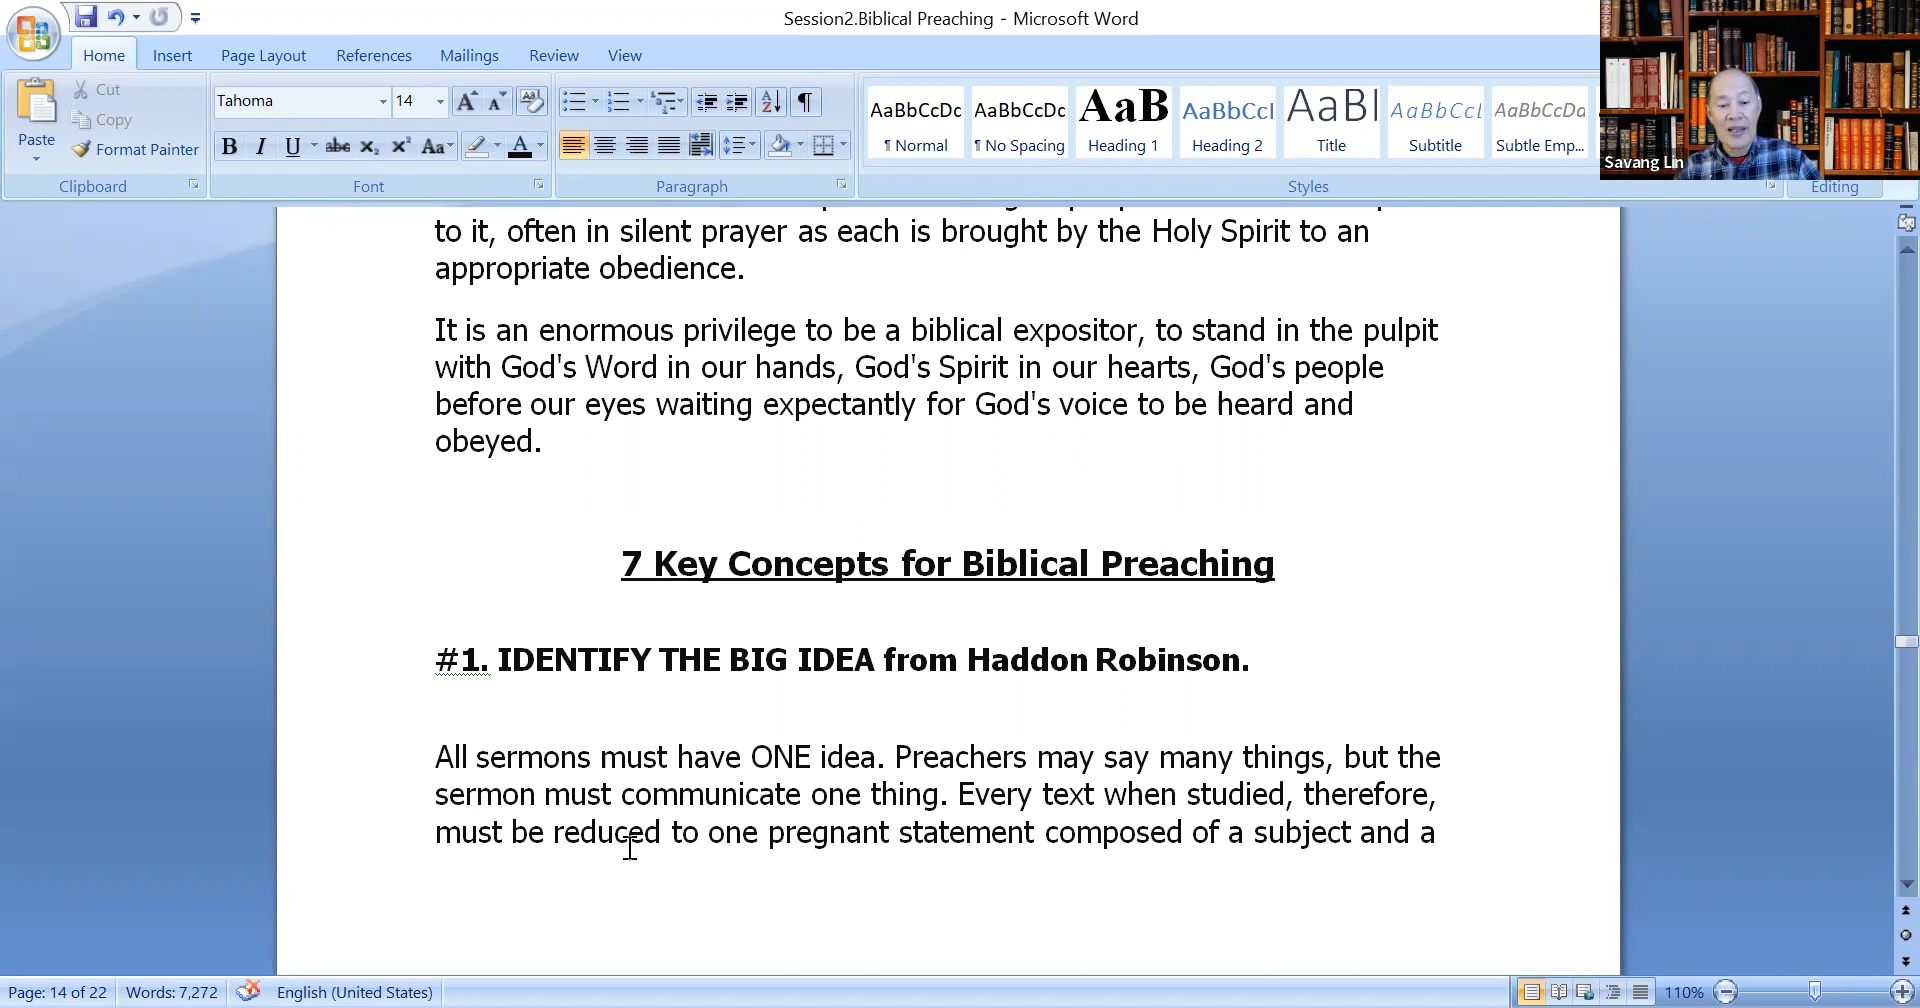 Session2.Biblical Preaching - Microsoft Word
Home Insert Page Layout References Mailings Review View
Paste
Cut
Copy
Format Painter
Clipboard
Tahoma 14
B I U abc x₂ x² Aa A
Font
Paragraph
AaBbCcDc AaBbCcDc AaB AaBbCcI AaBl AaBbCcL AaBbCcDa
¶ Normal ¶ No Spacing Heading 1 Heading 2 Title Subtitle Subtle Emp...
Styles
Editing
Savang Lin
to it, often in silent prayer as each is brought by the Holy Spirit to an
appropriate obedience.
It is an enormous privilege to be a biblical expositor, to stand in the pulpit
with God's Word in our hands, God's Spirit in our hearts, God's people
before our eyes waiting expectantly for God's voice to be heard and
obeyed.
7 Key Concepts for Biblical Preaching
#1. IDENTIFY THE BIG IDEA from Haddon Robinson.
All sermons must have ONE idea. Preachers may say many things, but the
sermon must communicate one thing. Every text when studied, therefore,
must be reduced to one pregnant statement composed of a subject and a
Page: 14 of 22 Words: 7,272 English (United States) 110%